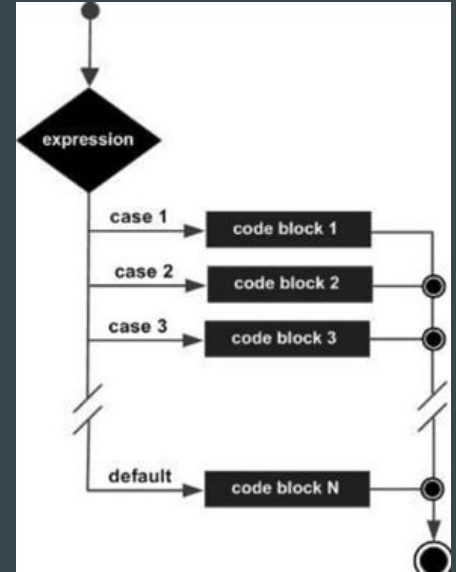 expression
case 1
code block 1
case 2
code block 2
case 3
code block 3
default
code block N